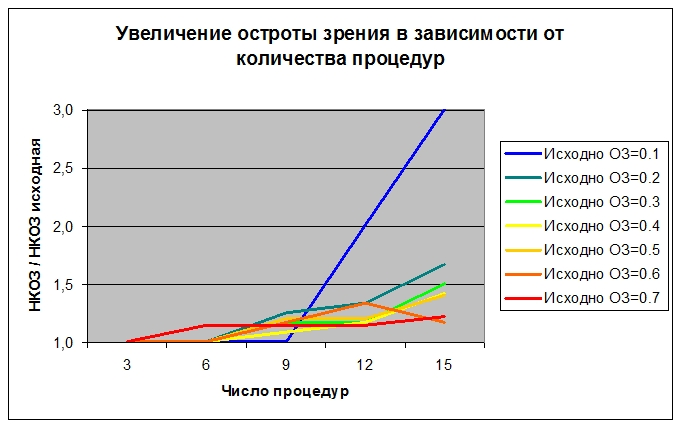 Увеличение остроты зрения в зависимости от
количества процедур
НКОЗ / НКОЗ исходная
3,0
2,5
2,0
1,5
1,0
3 6 9 12 15
Число процедур
Исходно ОЗ=0.1
Исходно ОЗ=0.2
Исходно ОЗ=0.3
Исходно ОЗ=0.4
Исходно ОЗ=0.5
Исходно ОЗ=0.6
Исходно ОЗ=0.7